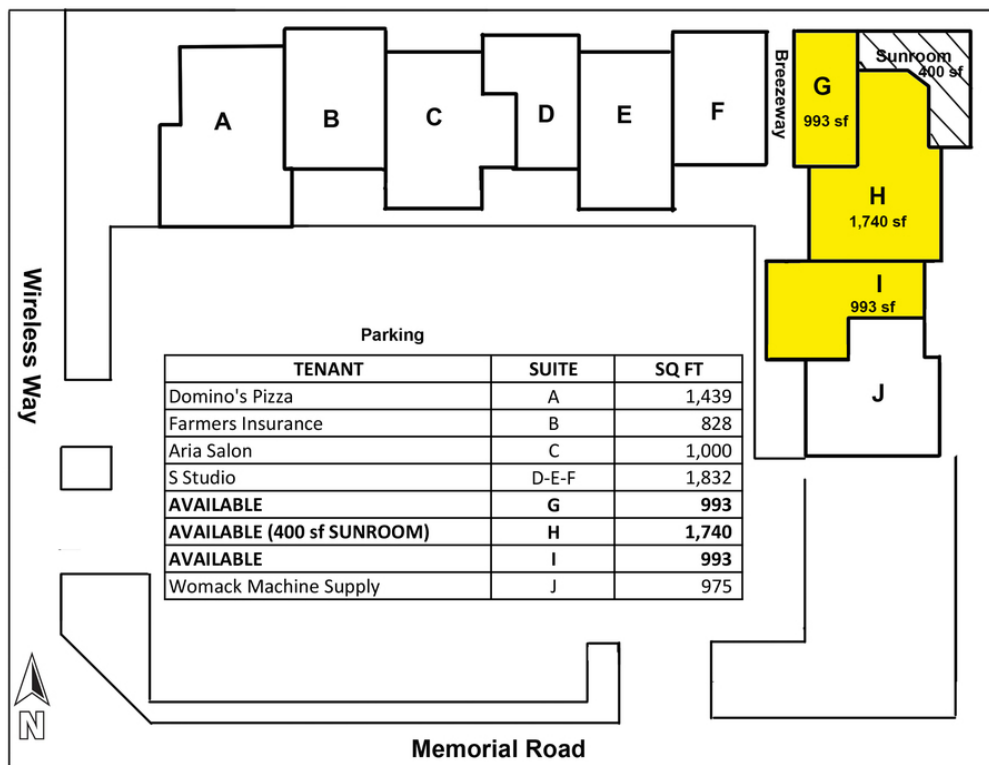 A
B
C
D
E
F
Breezeway
G
993 sf
Sunroom
400 sf
H
1,740 sf
I
993 sf
J
Wireless Way
Parking
TENANT SUITE SQ FT
Domino's Pizza A 1,439
Farmers Insurance B 828
Aria Salon C 1,000
S Studio D-E-F 1,832
AVAILABLE G 993
AVAILABLE (400 sf SUNROOM) H 1,740
AVAILABLE I 993
Womack Machine Supply J 975
N
Memorial Road